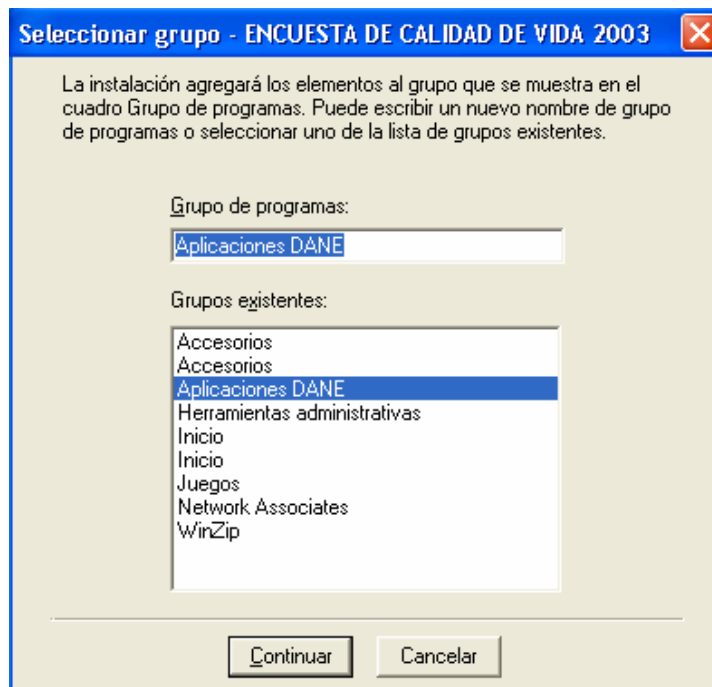 Seleccionar grupo - ENCUESTA DE CALIDAD DE VIDA 2003
La instalación agregará los elementos al grupo que se muestra en el
cuadro Grupo de programas. Puede escribir un nuevo nombre de grupo
de programas o seleccionar uno de la lista de grupos existentes.
Grupo de programas:
Aplicaciones DANE
Grupos existentes:
Accesorios
Accesorios
Aplicaciones DANE
Herramientas administrativas
Inicio
Inicio
Juegos
Network Associates
WinZip
Continuar Cancelar